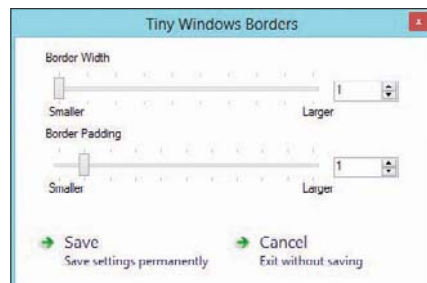 Tiny Windows Borders
x
Border Width
1
Smaller Larger
Border Padding
1
Smaller Larger
Save Cancel
Save settings permanently Exit without saving